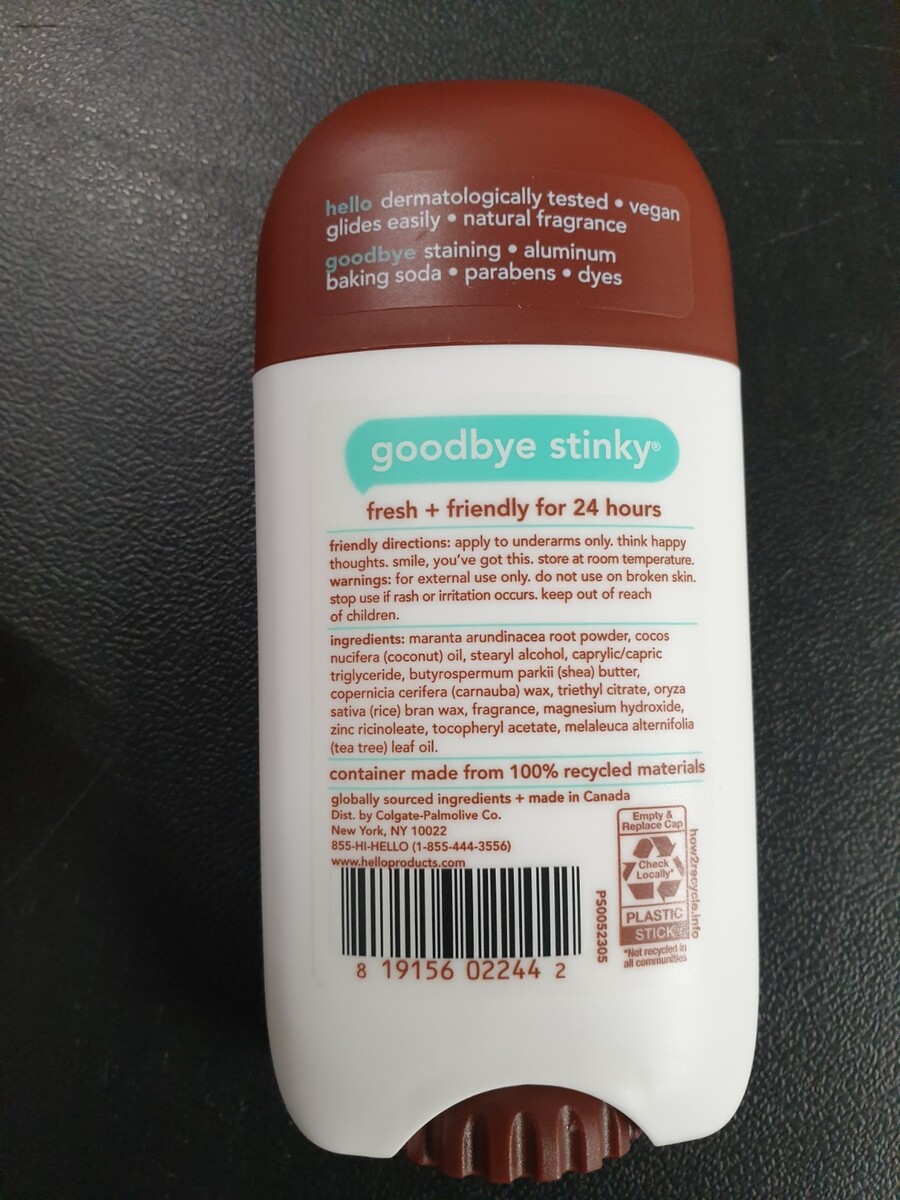 hello dermatologically tested • vegan
glides easily • natural fragrance
goodbye staining • aluminum
baking soda • parabens • dyes
goodbye stinky®
fresh + friendly for 24 hours
friendly directions: apply to underarms only. think happy
thoughts. smile, you've got this. store at room temperature.
warnings: for external use only. do not use on broken skin.
stop use if rash or irritation occurs. keep out of reach
of children.
ingredients: maranta arundinacea root powder, cocos
nucifera (coconut) oil, stearyl alcohol, caprylic/capric
triglyceride, butyrospermum parkii (shea) butter,
copernicia cerifera (carnauba) wax, triethyl citrate, oryza
sativa (rice) bran wax, fragrance, magnesium hydroxide,
zinc ricinoleate, tocopheryl acetate, melaleuca alternifolia
(tea tree) leaf oil.
container made from 100% recycled materials
globally sourced ingredients + made in Canada
Dist. by Colgate-Palmolive Co.
New York, NY 10022
855-HI-HELLO (1-855-444-3556)
www.helloproducts.com
8 19156 02244 2
P5052305
Empty &
Replace Cap
Check
Locally*
PLASTIC
STICK
*Not recycled in
all communities
how2recycle.info